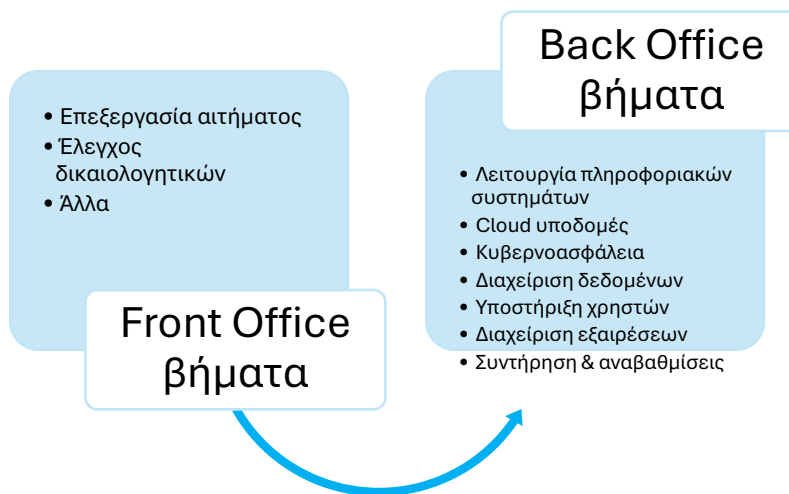 • Επεξεργασία αιτήματος
• Έλεγχος
δικαιολογητικών
• Άλλα
Front Office
βήματα
Back Office
βήματα
• Λειτουργία πληροφοριακών
συστημάτων
• Cloud υποδομές
• Κυβερνοασφάλεια
• Διαχείριση δεδομένων
• Υποστήριξη χρηστών
• Διαχείριση εξαιρέσεων
• Συντήρηση & αναβαθμίσεις